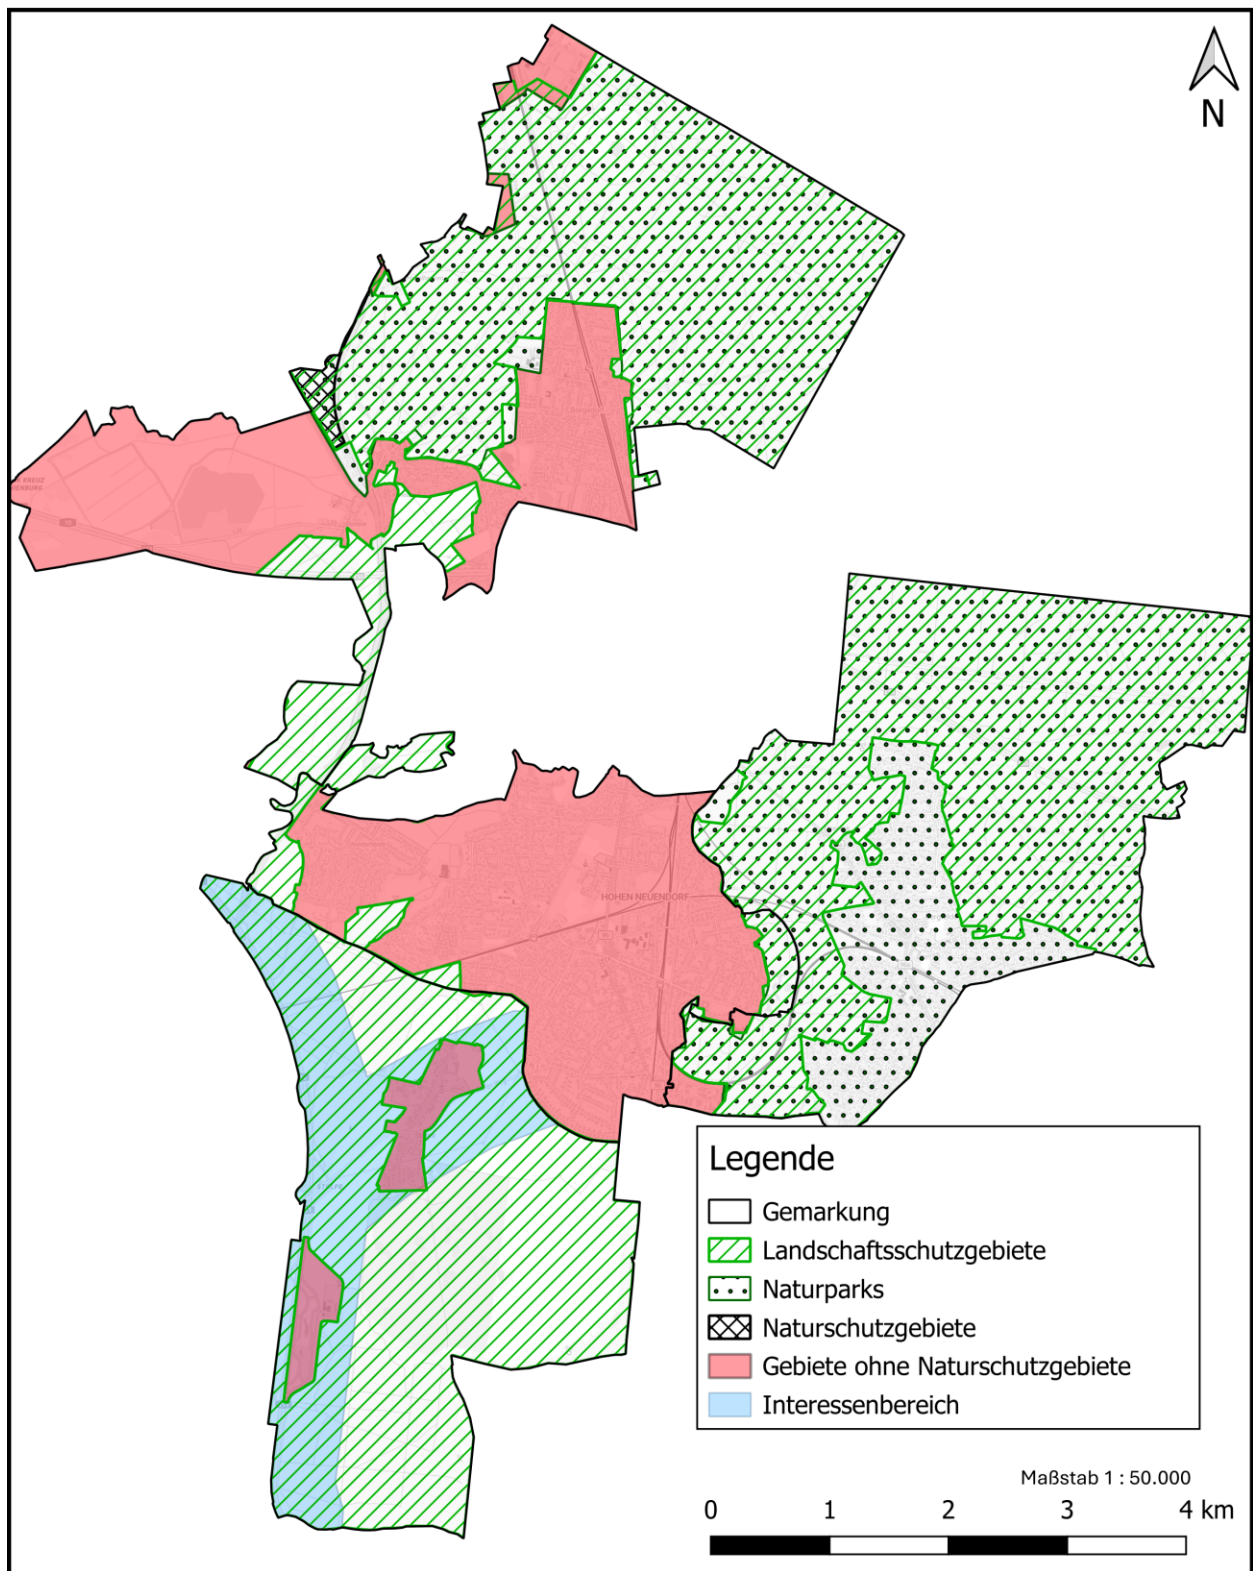 N
KREUZ
HOHEN NEUENDORF
Legende
Gemarkung
Landschaftsschutzgebiete
Naturparks
Naturschutzgebiete
Gebiete ohne Naturschutzgebiete
Interessenbereich
Maßstab 1 : 50.000
0 1 2 3 4 km